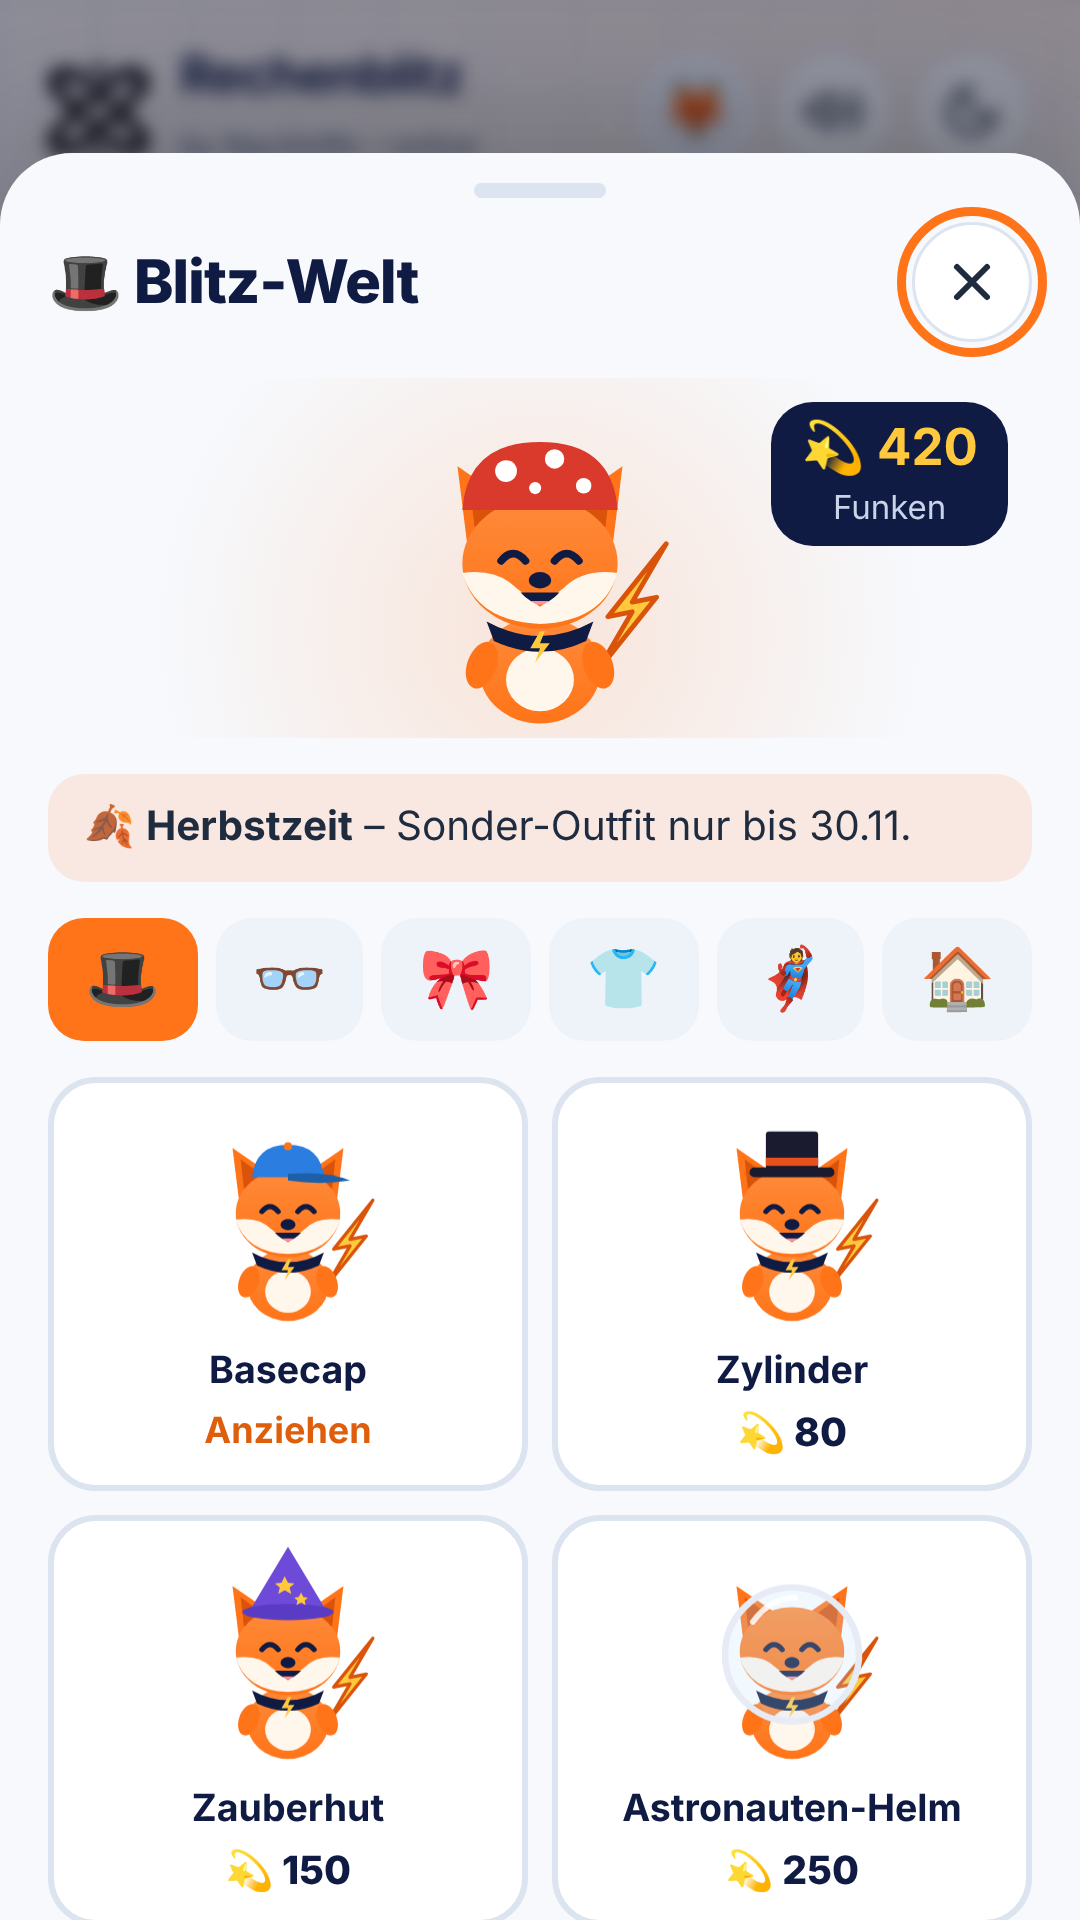 Rechenblitz
Blitz-Welt
420
Funken
Herbstzeit – Sonder-Outfit nur bis 30.11.
Basecap
Anziehen
Zylinder
80
Zauberhut
150
Astronauten-Helm
250